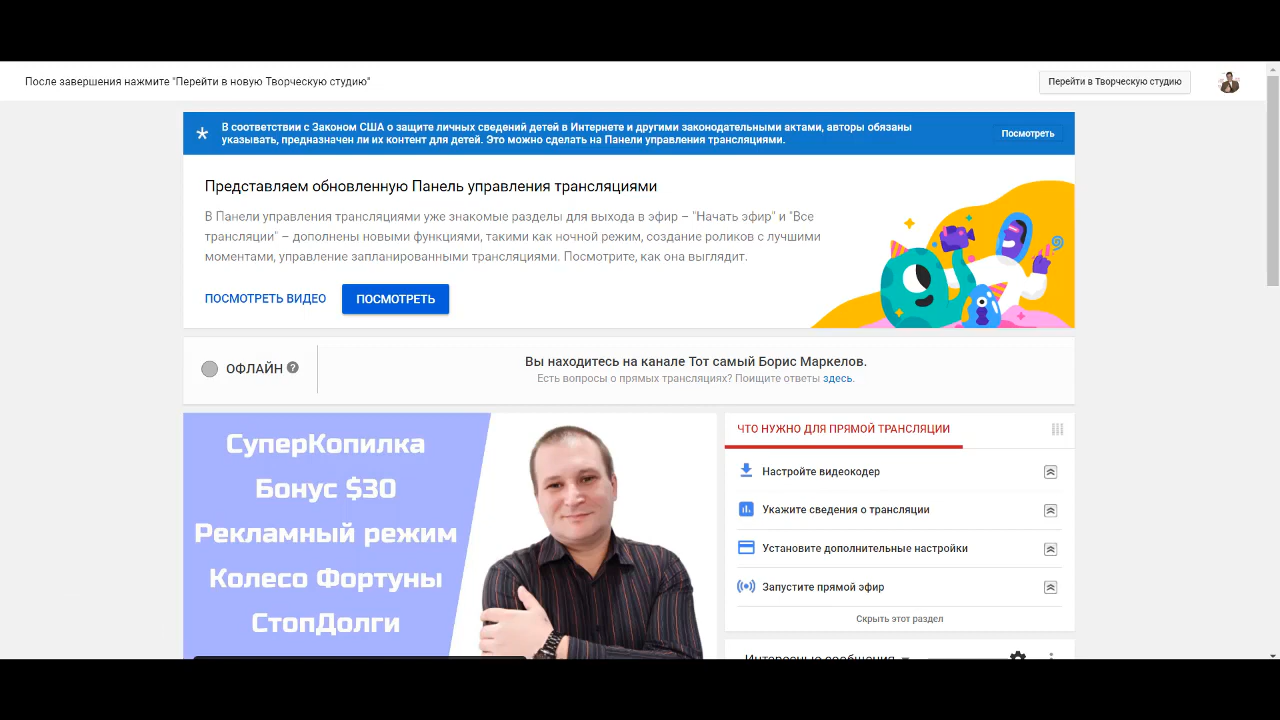 После завершения нажмите "Перейти в новую Творческую студию"
Перейти в Творческую студию
В соответствии с Законом США о защите личных сведений детей в Интернете и другими законодательными актами, авторы обязаны
указывать, предназначен ли их контент для детей. Это можно сделать на Панели управления трансляциями.
Посмотреть
Представляем обновленную Панель управления трансляциями
В Панели управления трансляциями уже знакомые разделы для выхода в эфир – "Начать эфир" и "Все
трансляции" – дополнены новыми функциями, такими как ночной режим, создание роликов с лучшими
моментами, управление запланированными трансляциями. Посмотрите, как она выглядит.
ПОСМОТРЕТЬ ВИДЕО
ПОСМОТРЕТЬ
ОФЛАЙН ?
Вы находитесь на канале Тот самый Борис Маркелов.
Есть вопросы о прямых трансляциях? Поищите ответы здесь.
СуперКопилка
Бонус $30
Рекламный режим
Колесо Фортуны
СтопДолги
ЧТО НУЖНО ДЛЯ ПРЯМОЙ ТРАНСЛЯЦИИ
Настройте видеокодер
Укажите сведения о трансляции
Установите дополнительные настройки
Запустите прямой эфир
Скрыть этот раздел
Интересные сообщения